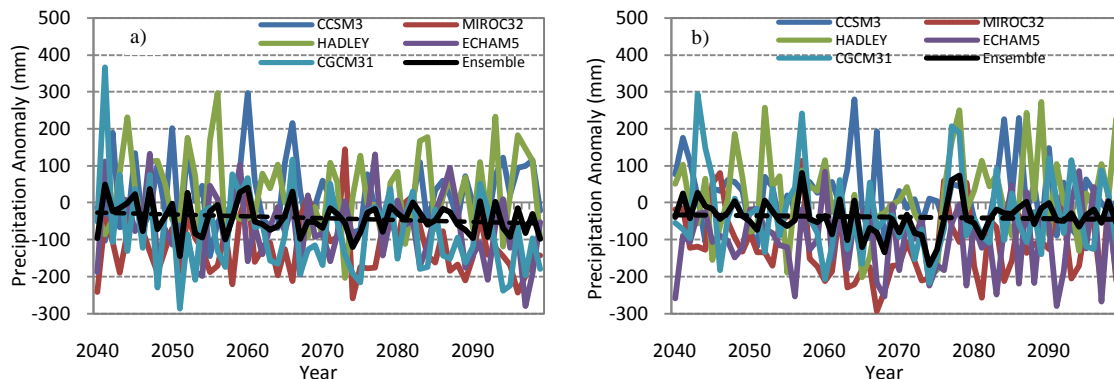 a)
CCSM3 MIROC32
HADLEY ECHAM5
CGCM31 Ensemble
Precipitation Anomaly (mm)
500
400
300
200
100
0
-100
-200
-300
2040 2050 2060 2070 2080 2090
Year
b)
CCSM3 MIROC32
HADLEY ECHAM5
CGCM31 Ensemble
Precipitation Anomaly (mm)
500
400
300
200
100
0
-100
-200
-300
2040 2050 2060 2070 2080 2090
Year